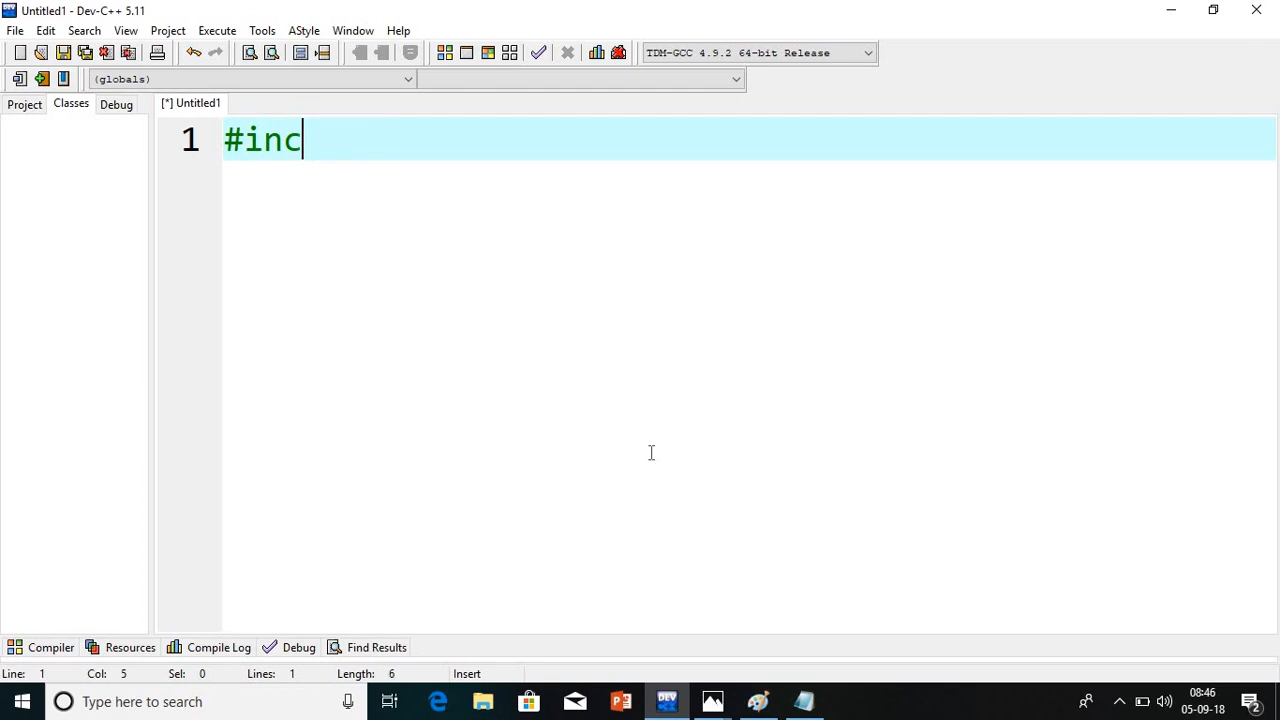 Untitled1 - Dev-C++ 5.11
File Edit Search View Project Execute Tools AStyle Window Help
TDM-GCC 4.9.2 64-bit Release
(globals)
Project Classes Debug [*] Untitled1
1 #inc
Compiler Resources Compile Log Debug Find Results
Line: 1 Col: 5 Sel: 0 Lines: 1 Length: 6 Insert
Type here to search
08:46
05-09-18
2